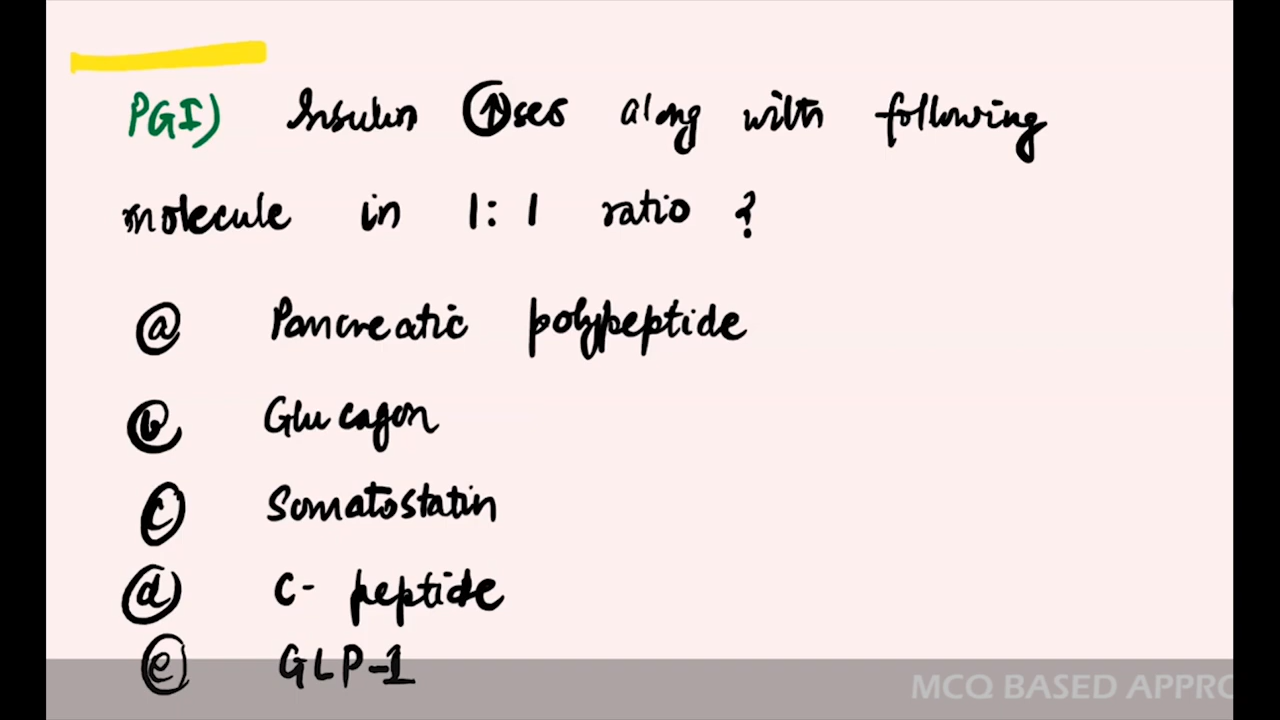 PGI) Insulin ↑ses along with following
molecule in 1:1 ratio ?
a Pancreatic polypeptide
b Glucagon
c Somatostatin
d C-peptide
e GLP-1
MCQ BASED APPRO